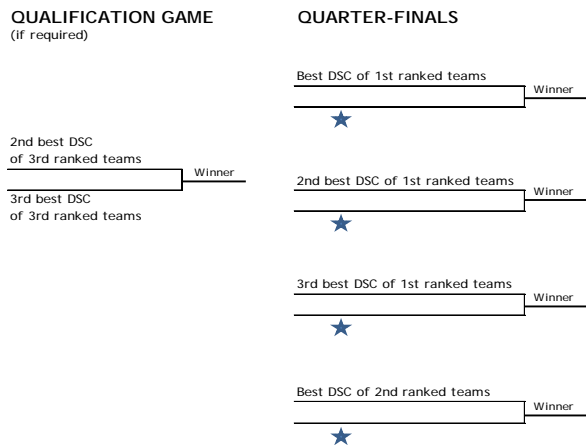 QUALIFICATION GAME
(if required)
2nd best DSC
of 3rd ranked teams
Winner
3rd best DSC
of 3rd ranked teams
QUARTER-FINALS
Best DSC of 1st ranked teams
Winner
2nd best DSC of 1st ranked teams
Winner
3rd best DSC of 1st ranked teams
Winner
Best DSC of 2nd ranked teams
Winner